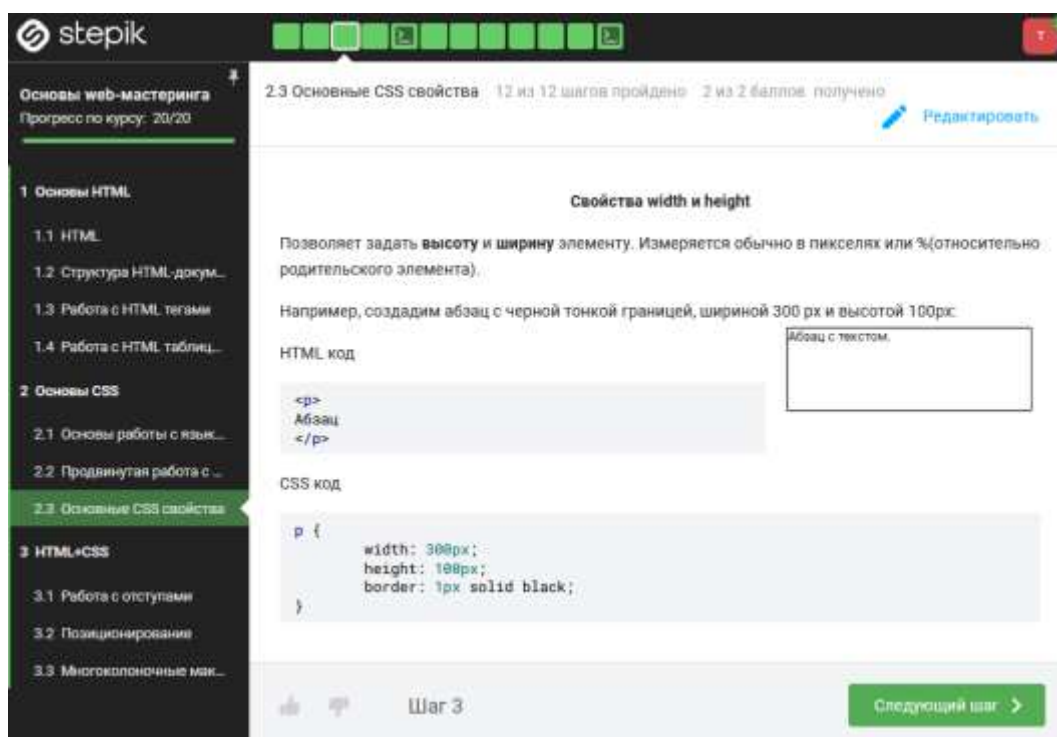 stepik
T
Основы web-мастеринга
Прогресс по курсу: 20/20
1 Основы HTML
1.1 HTML
1.2 Структура HTML-докум...
1.3 Работа с HTML тегами
1.4 Работа с HTML таблиц...
2 Основы CSS
2.1 Основы работы с язык...
2.2 Продвинутая работа с ...
2.3 Основные CSS свойства
3 HTML+CSS
3.1 Работа с отступами
3.2 Позиционирование
3.3 Многоколоночные мак...
2.3 Основные CSS свойства 12 из 12 шагов пройдено 2 из 2 баллов получено
Редактировать
Свойства width и height
Позволяет задать высоту и ширину элементу. Измеряется обычно в пикселях или %(относительно
родительского элемента).
Например, создадим абзац с черной тонкой границей, шириной 300 px и высотой 100px:
Абзац с текстом.
HTML код
<p>
Абзац
</p>
CSS код
p {
width: 300px;
height: 100px;
border: 1px solid black;
}
Шаг 3
Следующий шаг